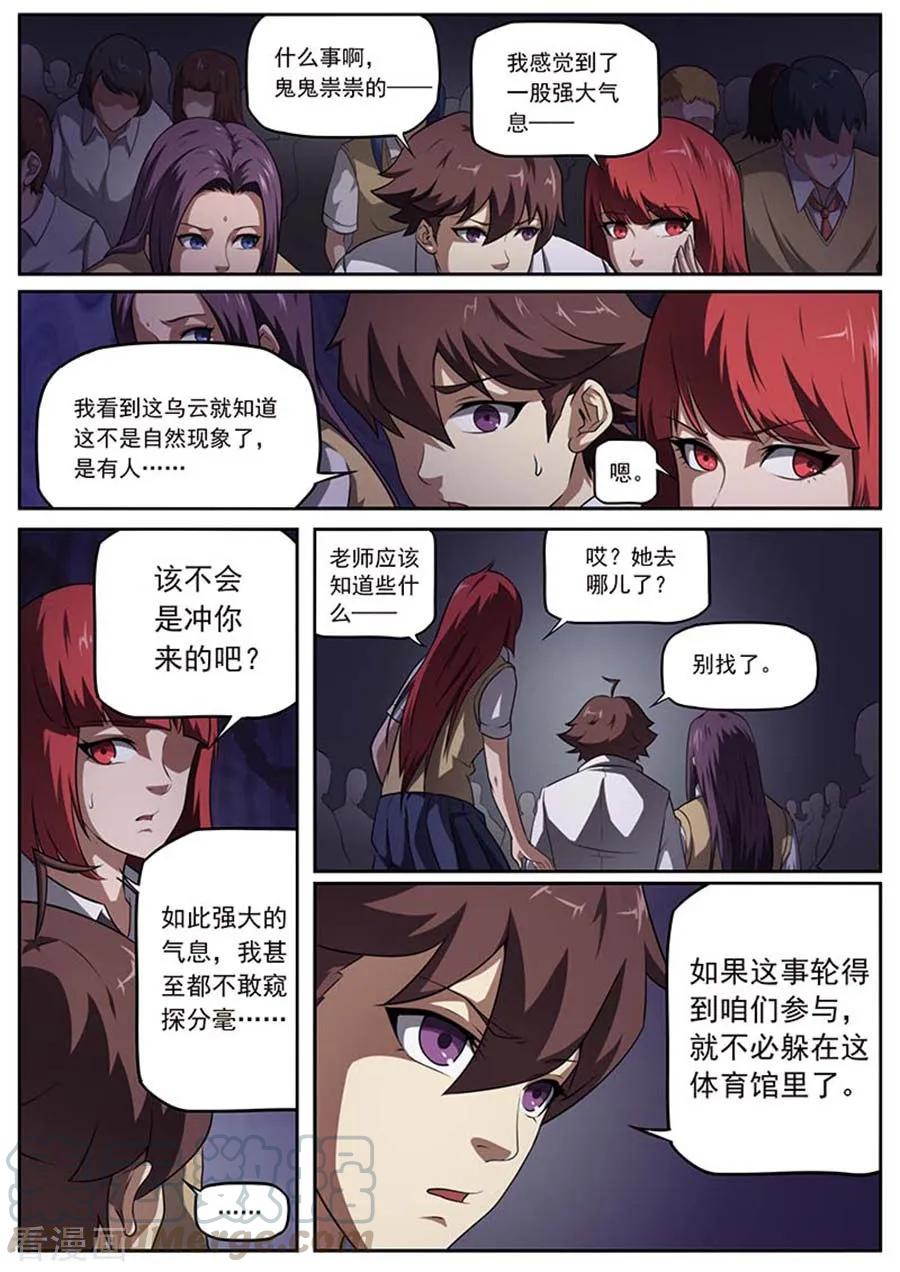 什么事啊，
鬼鬼祟祟的——
我感觉到了
一股强大气
息——
我看到这乌云就知道
这不是自然现象了，
是有人……
嗯。
该不会
是冲你
来的吧？
如此强大的
气息，我甚
至都不敢窥
探分毫……
……
老师应该
知道些什
么——
哎？她去
哪儿了？
别找了。
如果这事轮得
到咱们参与，
就不必躲在这
体育馆里了。
看漫画